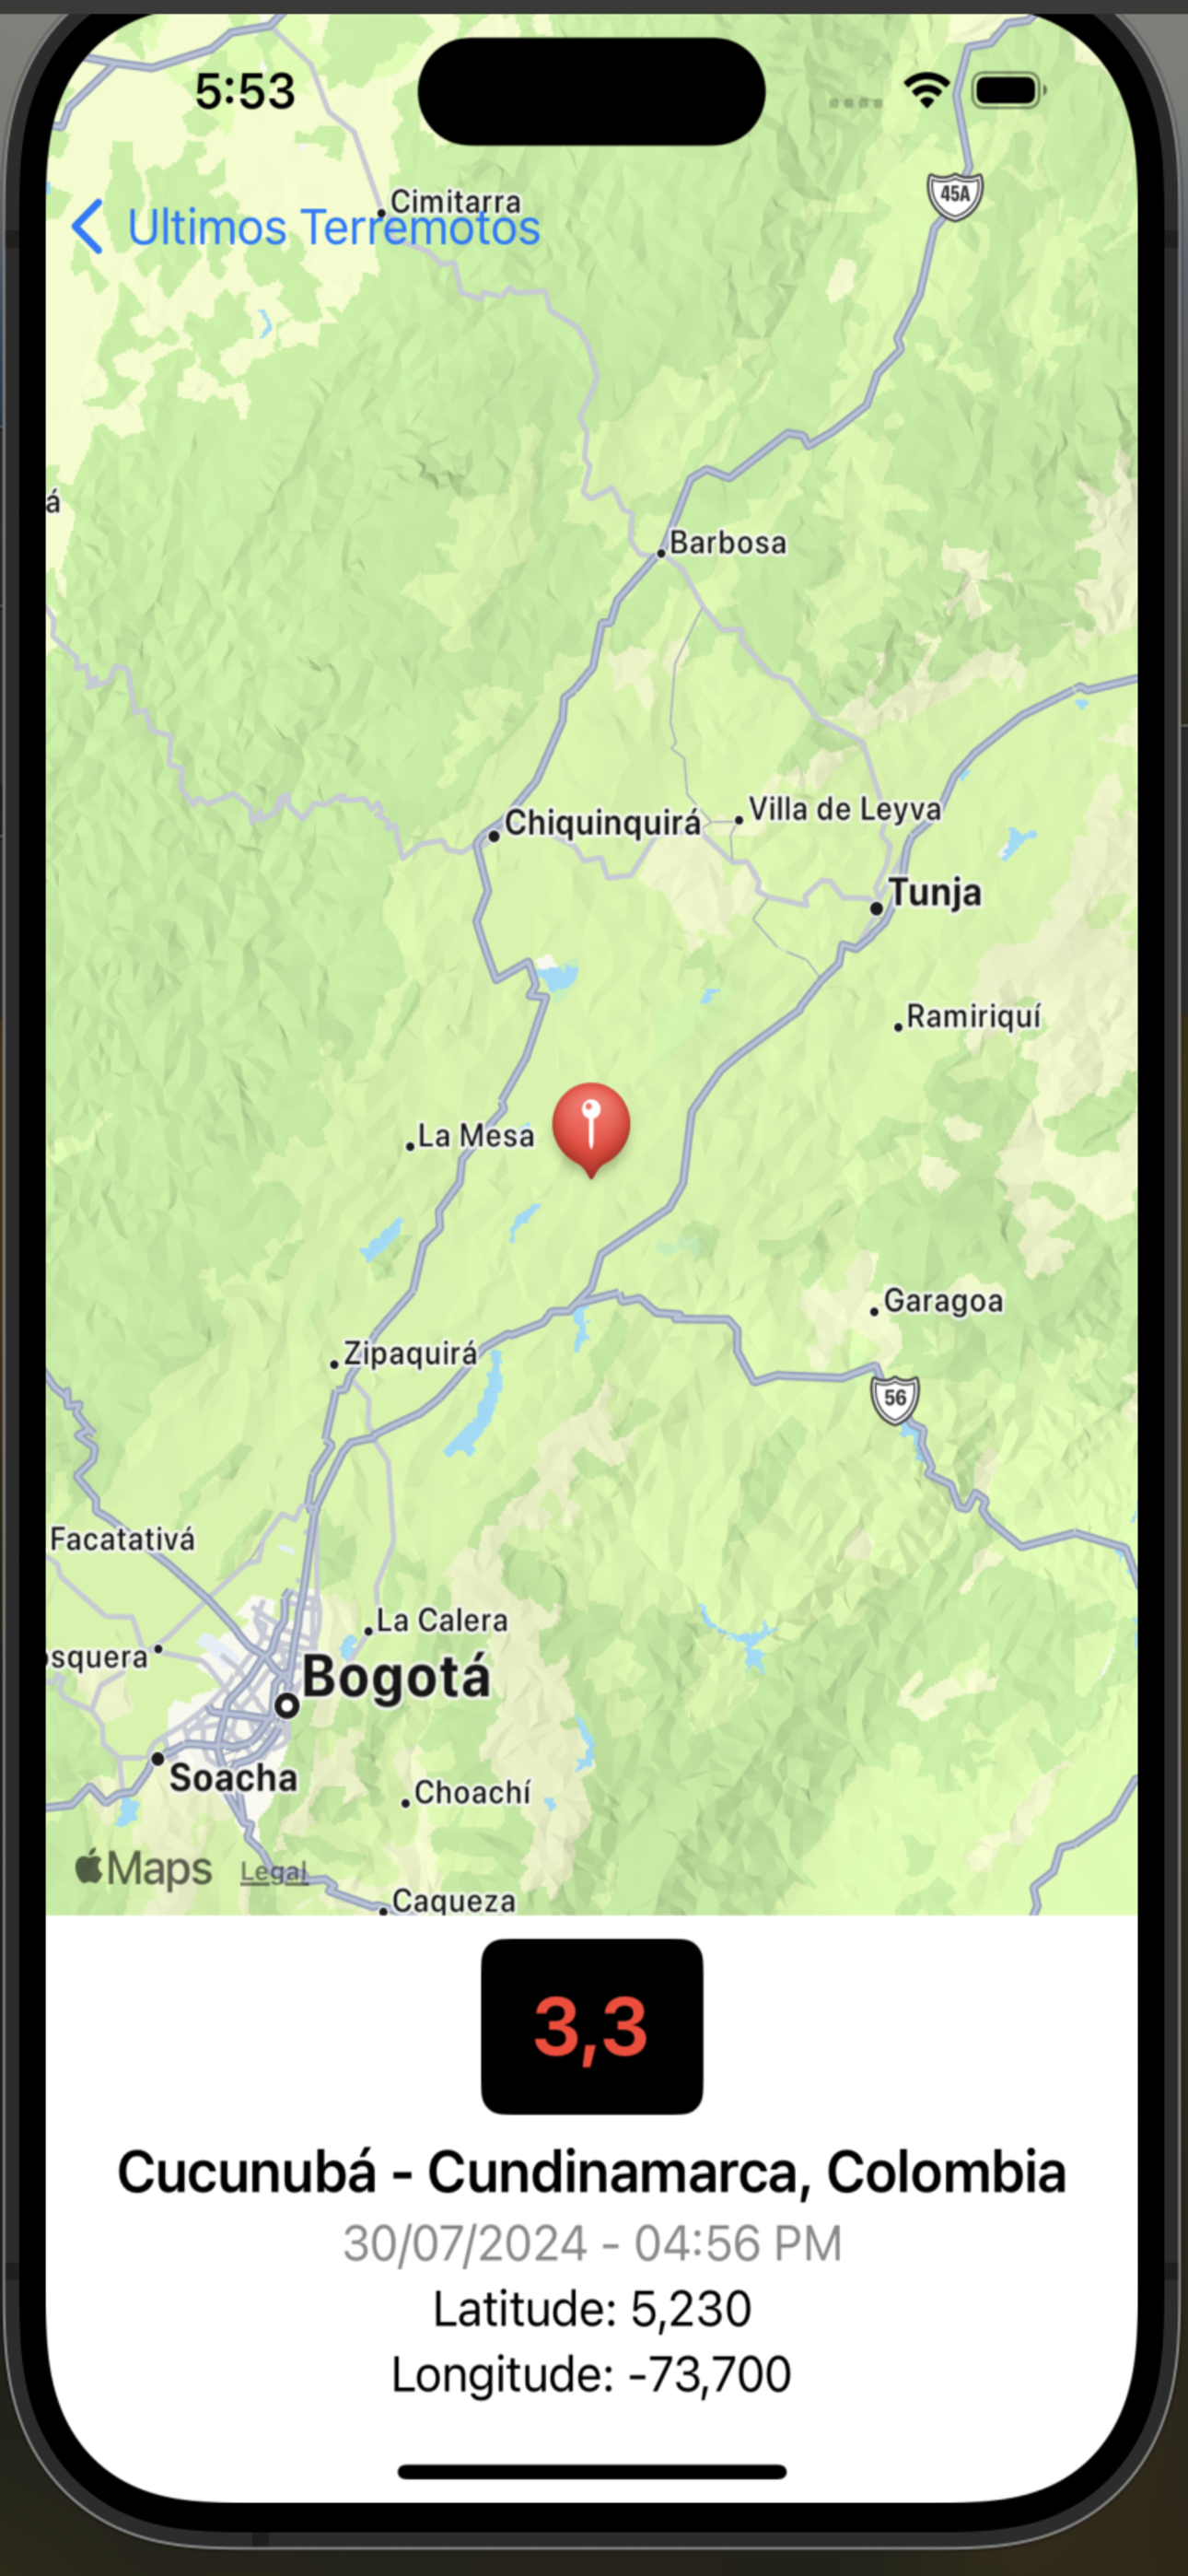 5:53
Cimitarra
Ultimos Terremotos
45A
á
Barbosa
Villa de Leyva
Chiquinquirá
Tunja
Ramiriquí
La Mesa
Garagoa
Zipaquirá
56
Facatativá
La Calera
osquera
Bogotá
Soacha
Choachí
Maps Legal
Caqueza
3,3
Cucunubá - Cundinamarca, Colombia
30/07/2024 - 04:56 PM
Latitude: 5,230
Longitude: -73,700